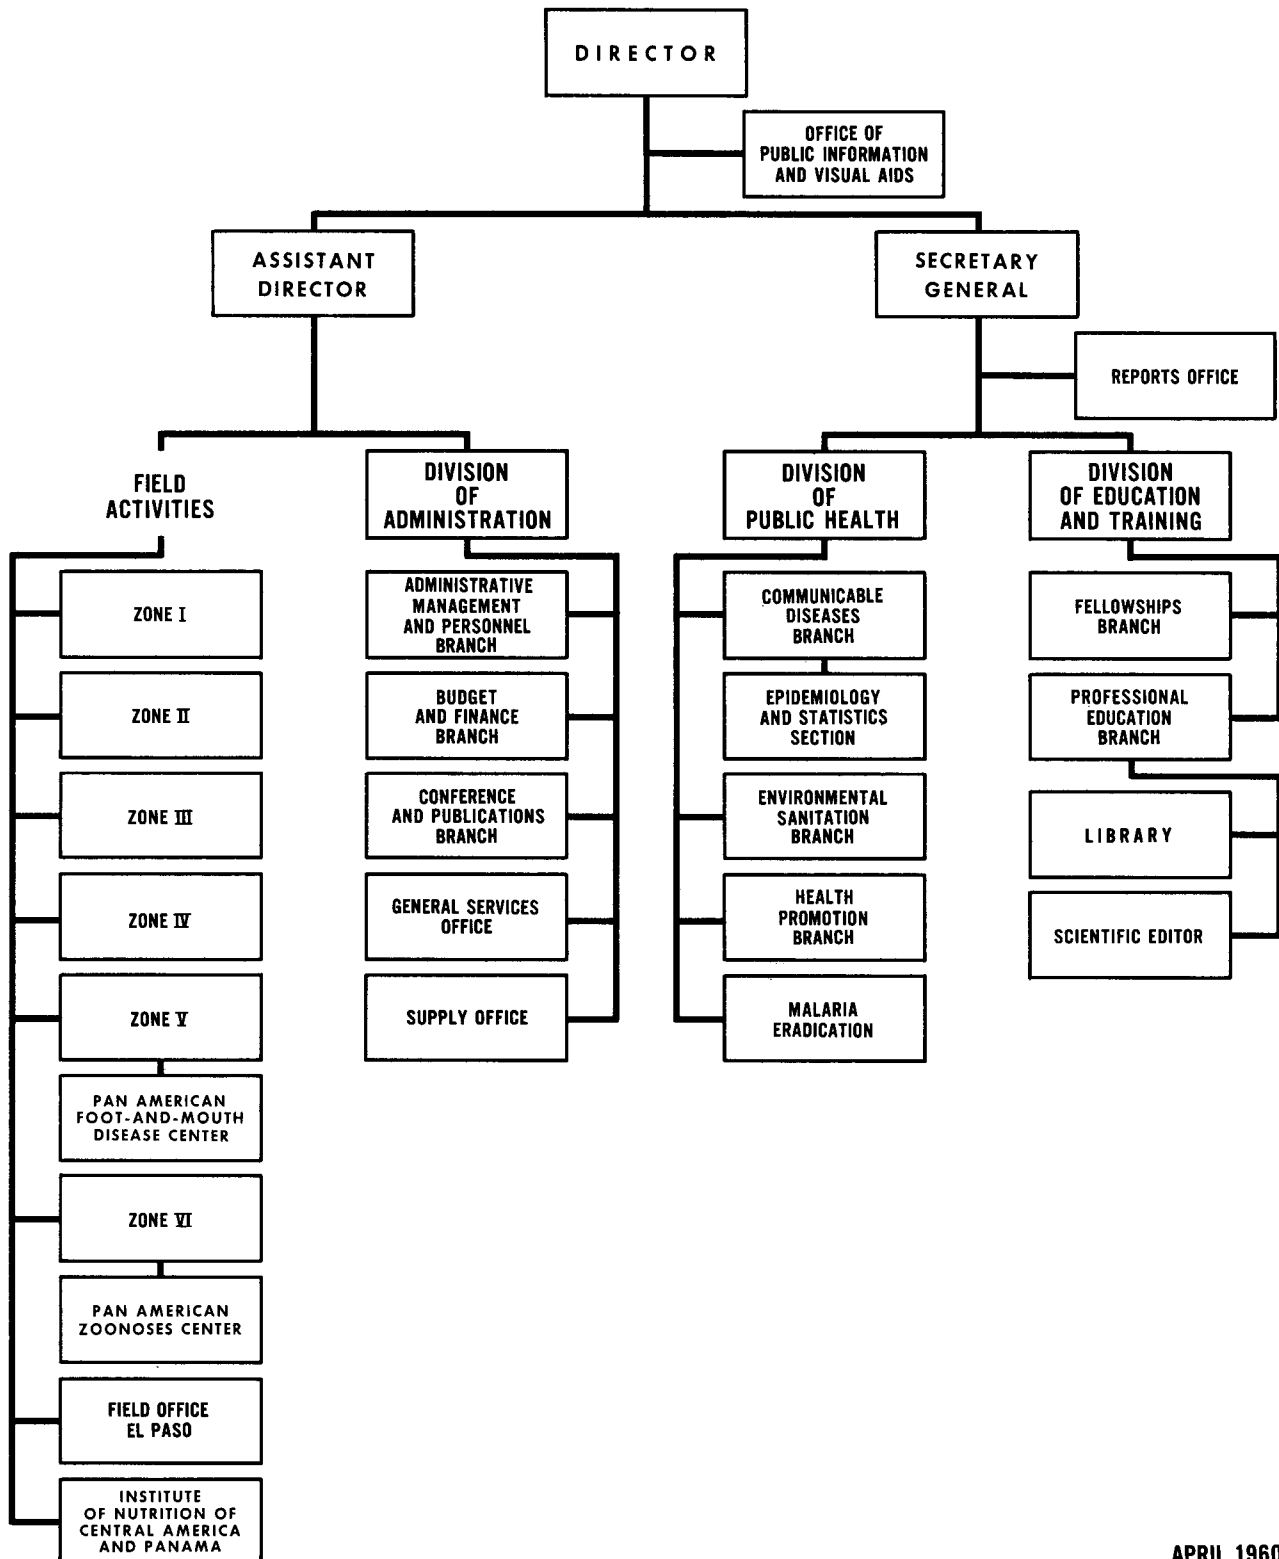 DIRECTOR
OFFICE OF
PUBLIC INFORMATION
AND VISUAL AIDS
ASSISTANT
DIRECTOR
SECRETARY
GENERAL
REPORTS OFFICE
FIELD
ACTIVITIES
ZONE I
ZONE II
ZONE III
ZONE IV
ZONE V
PAN AMERICAN
FOOT-AND-MOUTH
DISEASE CENTER
ZONE VI
PAN AMERICAN
ZOONOSES CENTER
FIELD OFFICE
EL PASO
INSTITUTE
OF NUTRITION OF
CENTRAL AMERICA
AND PANAMA
DIVISION
OF
ADMINISTRATION
ADMINISTRATIVE
MANAGEMENT
AND PERSONNEL
BRANCH
BUDGET
AND FINANCE
BRANCH
CONFERENCE
AND PUBLICATIONS
BRANCH
GENERAL SERVICES
OFFICE
SUPPLY OFFICE
DIVISION
OF
PUBLIC HEALTH
COMMUNICABLE
DISEASES
BRANCH
EPIDEMIOLOGY
AND STATISTICS
SECTION
ENVIRONMENTAL
SANITATION
BRANCH
HEALTH
PROMOTION
BRANCH
MALARIA
ERADICATION
DIVISION
OF EDUCATION
AND TRAINING
FELLOWSHIPS
BRANCH
PROFESSIONAL
EDUCATION
BRANCH
LIBRARY
SCIENTIFIC EDITOR
APRIL 1960